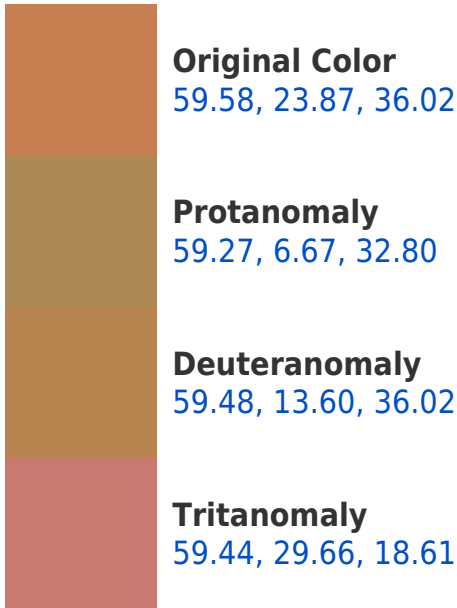 Original Color
59.58, 23.87, 36.02
Protanomaly
59.27, 6.67, 32.80
Deuteranomaly
59.48, 13.60, 36.02
Tritanomaly
59.44, 29.66, 18.61